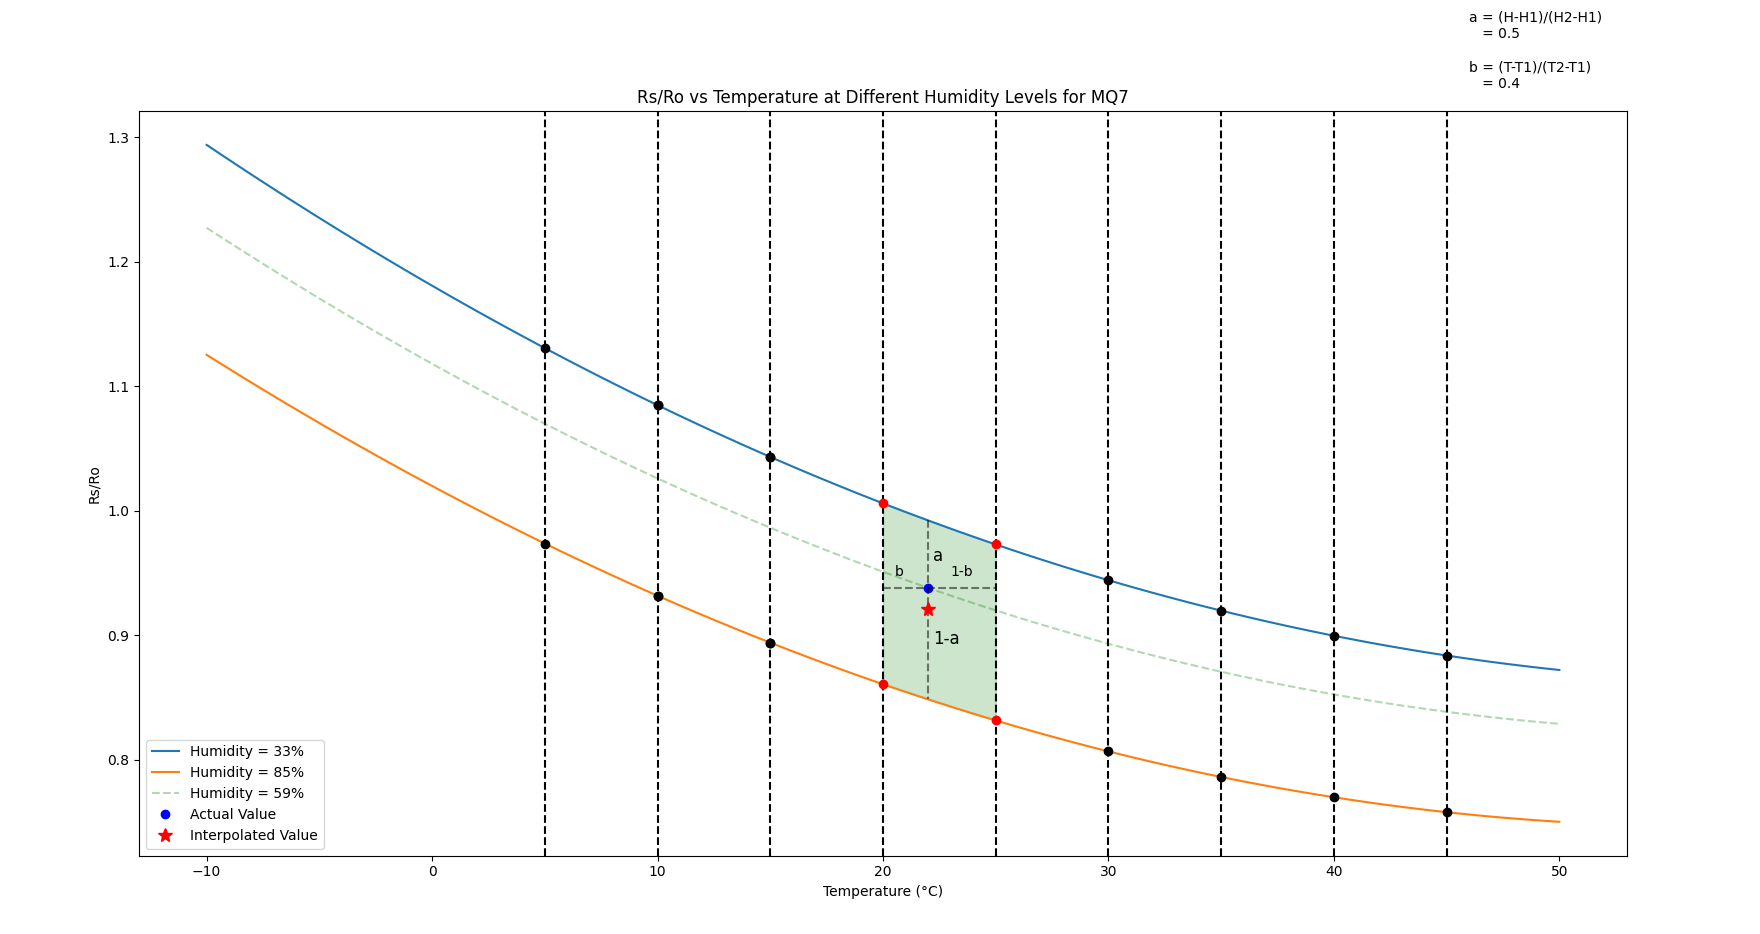 a = (H-H1)/(H2-H1)
= 0.5
b = (T-T1)/(T2-T1)
= 0.4
Rs/Ro vs Temperature at Different Humidity Levels for MQ7
1.3
1.2
1.1
1.0
0.9
0.8
Rs/Ro
a
b
1-b
1-a
Humidity = 33%
Humidity = 85%
Humidity = 59%
Actual Value
Interpolated Value
−10
0
10
20
30
40
50
Temperature (°C)